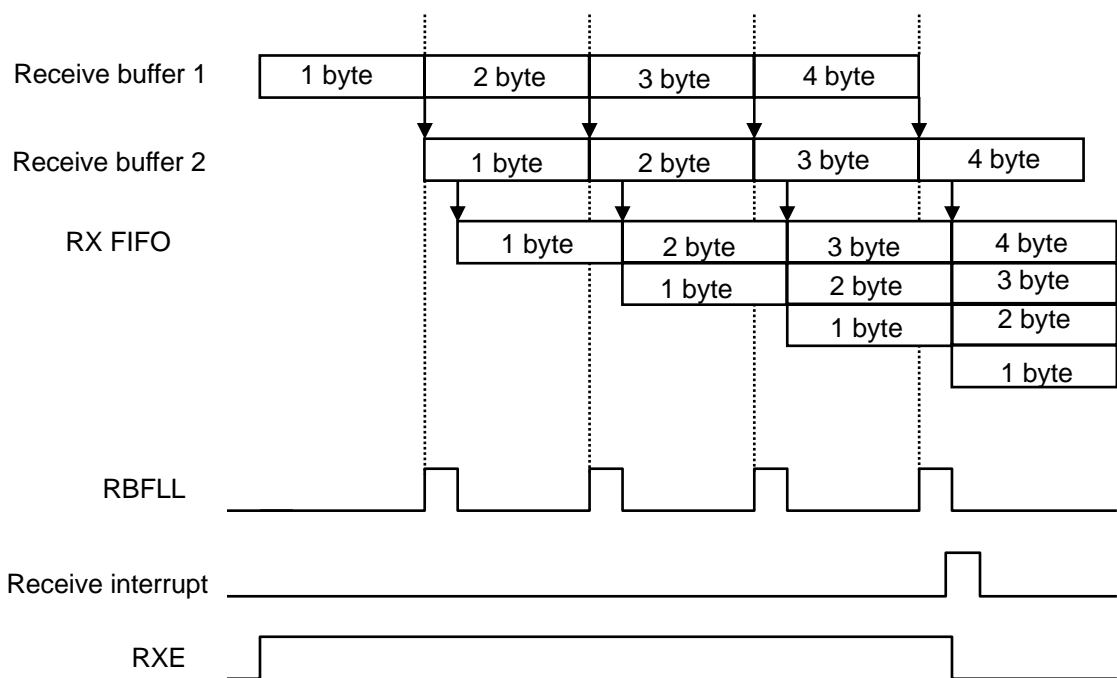 Receive buffer 1
1 byte 2 byte 3 byte 4 byte
Receive buffer 2
1 byte 2 byte 3 byte 4 byte
RX FIFO
1 byte 2 byte 3 byte 4 byte
1 byte 2 byte 3 byte
1 byte 2 byte
1 byte
RBFLL
Receive interrupt
RXE